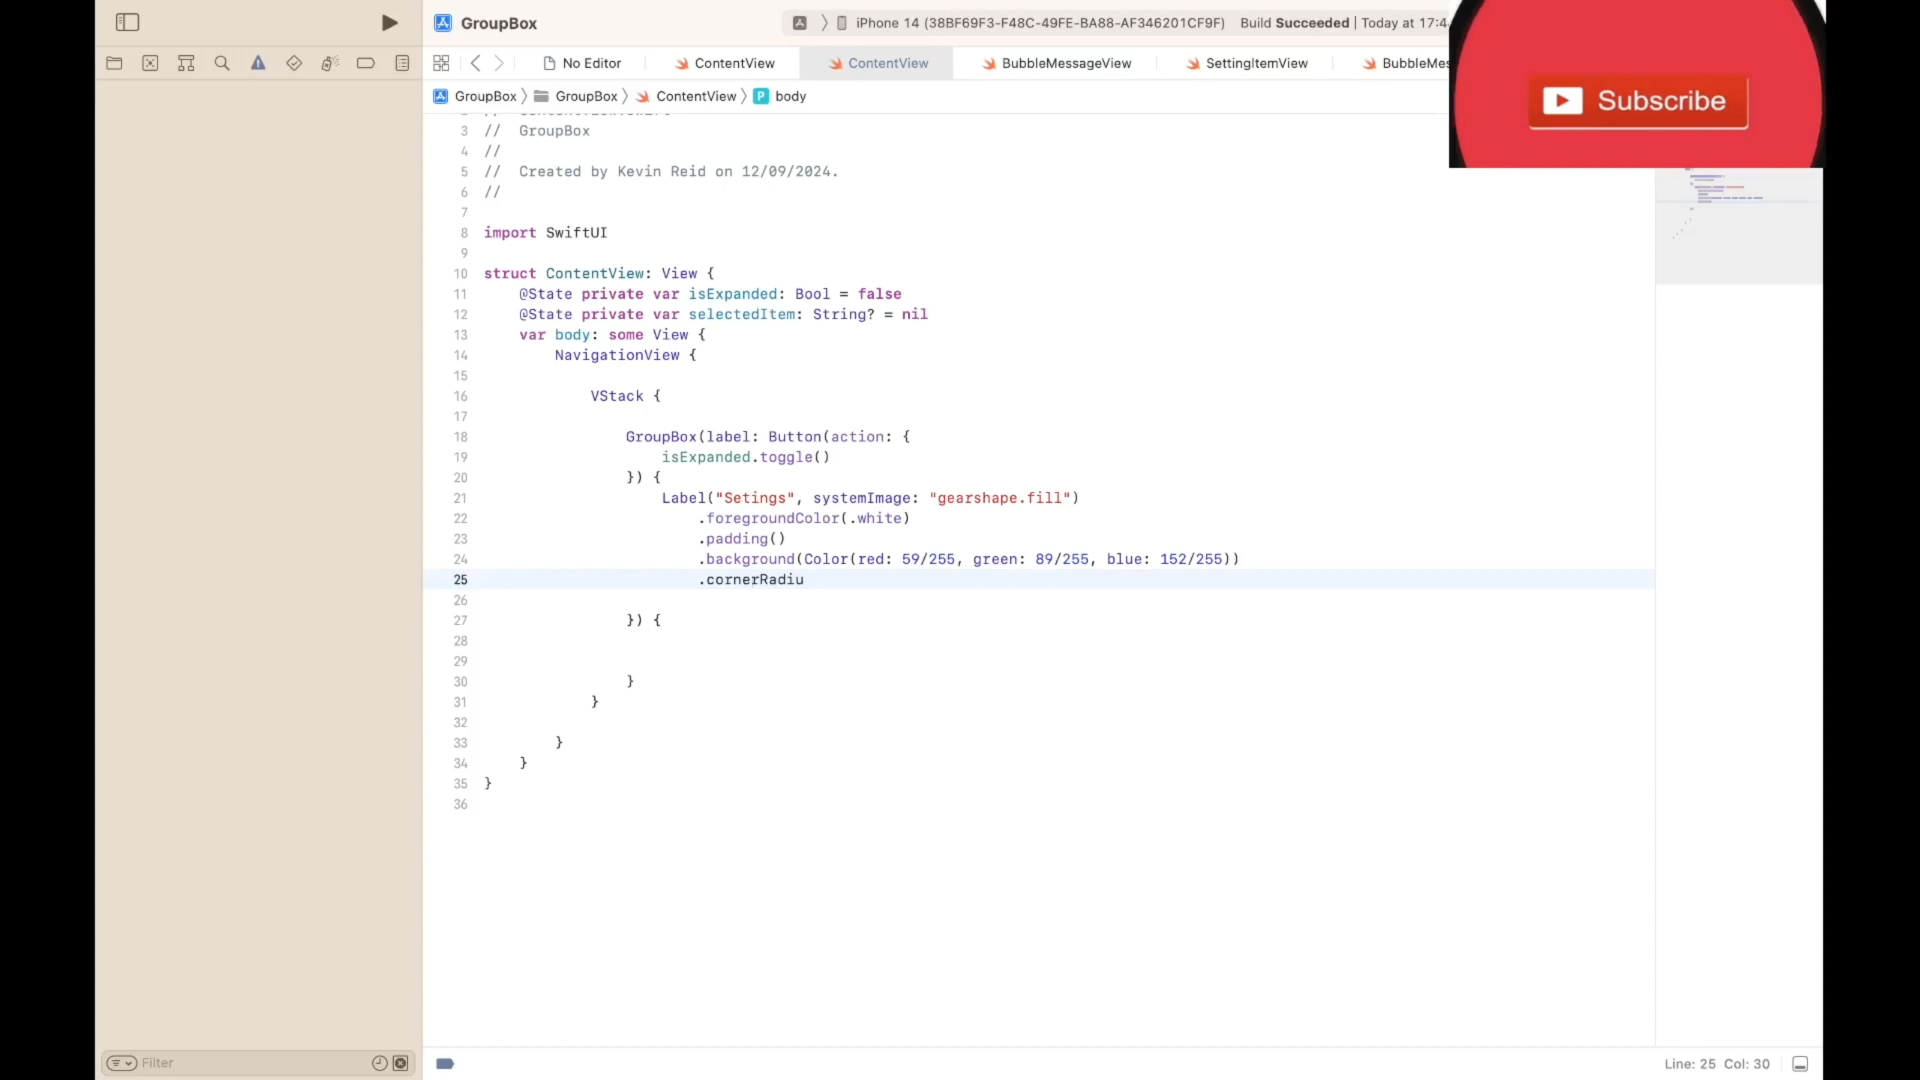 GroupBox
iPhone 14 (38BF69F3-F48C-49FE-BA88-AF346201CF9F) Build Succeeded | Today at 17:4
Subscribe
No Editor ContentView ContentView BubbleMessageView SettingItemView BubbleMes
GroupBox GroupBox ContentView P body
3 // GroupBox
4 //
5 // Created by Kevin Reid on 12/09/2024.
6 //
7
8 import SwiftUI
9
10 struct ContentView: View {
11 @State private var isExpanded: Bool = false
12 @State private var selectedItem: String? = nil
13 var body: some View {
14 NavigationView {
15
16 VStack {
17
18 GroupBox(label: Button(action: {
19 isExpanded.toggle()
20 }) {
21 Label("Setings", systemImage: "gearshape.fill")
22 .foregroundColor(.white)
23 .padding()
24 .background(Color(red: 59/255, green: 89/255, blue: 152/255))
25 .cornerRadiu
26
27 }) {
28
29
30 }
31 }
32
33 }
34 }
35 }
36
Filter
Line: 25 Col: 30